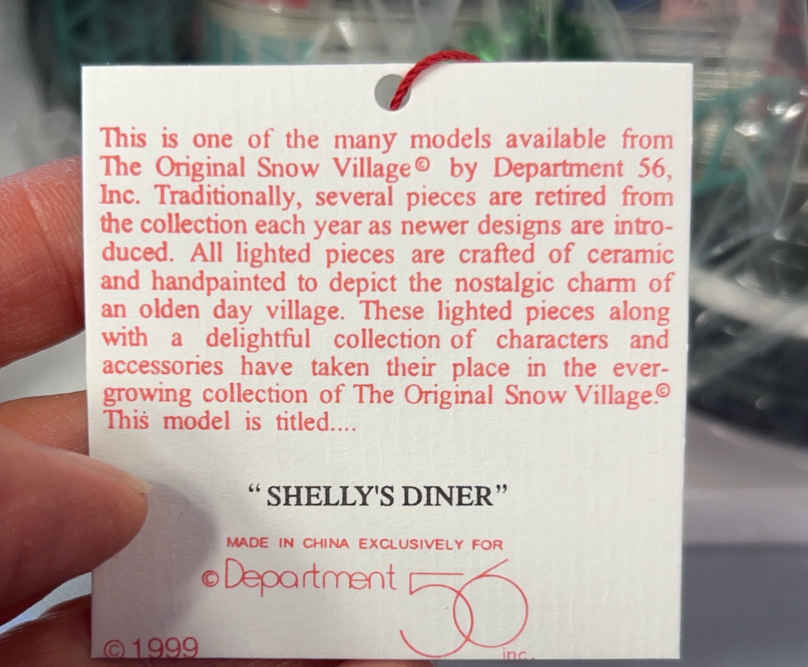 This is one of the many models available from
The Original Snow Village© by Department 56,
Inc. Traditionally, several pieces are retired from
the collection each year as newer designs are intro-
duced. All lighted pieces are crafted of ceramic
and handpainted to depict the nostalgic charm of
an olden day village. These lighted pieces along
with a delightful collection of characters and
accessories have taken their place in the ever-
growing collection of The Original Snow Village.©
This model is titled....
“SHELLY'S DINER”
MADE IN CHINA EXCLUSIVELY FOR
©Department 56
inc.
© 1999